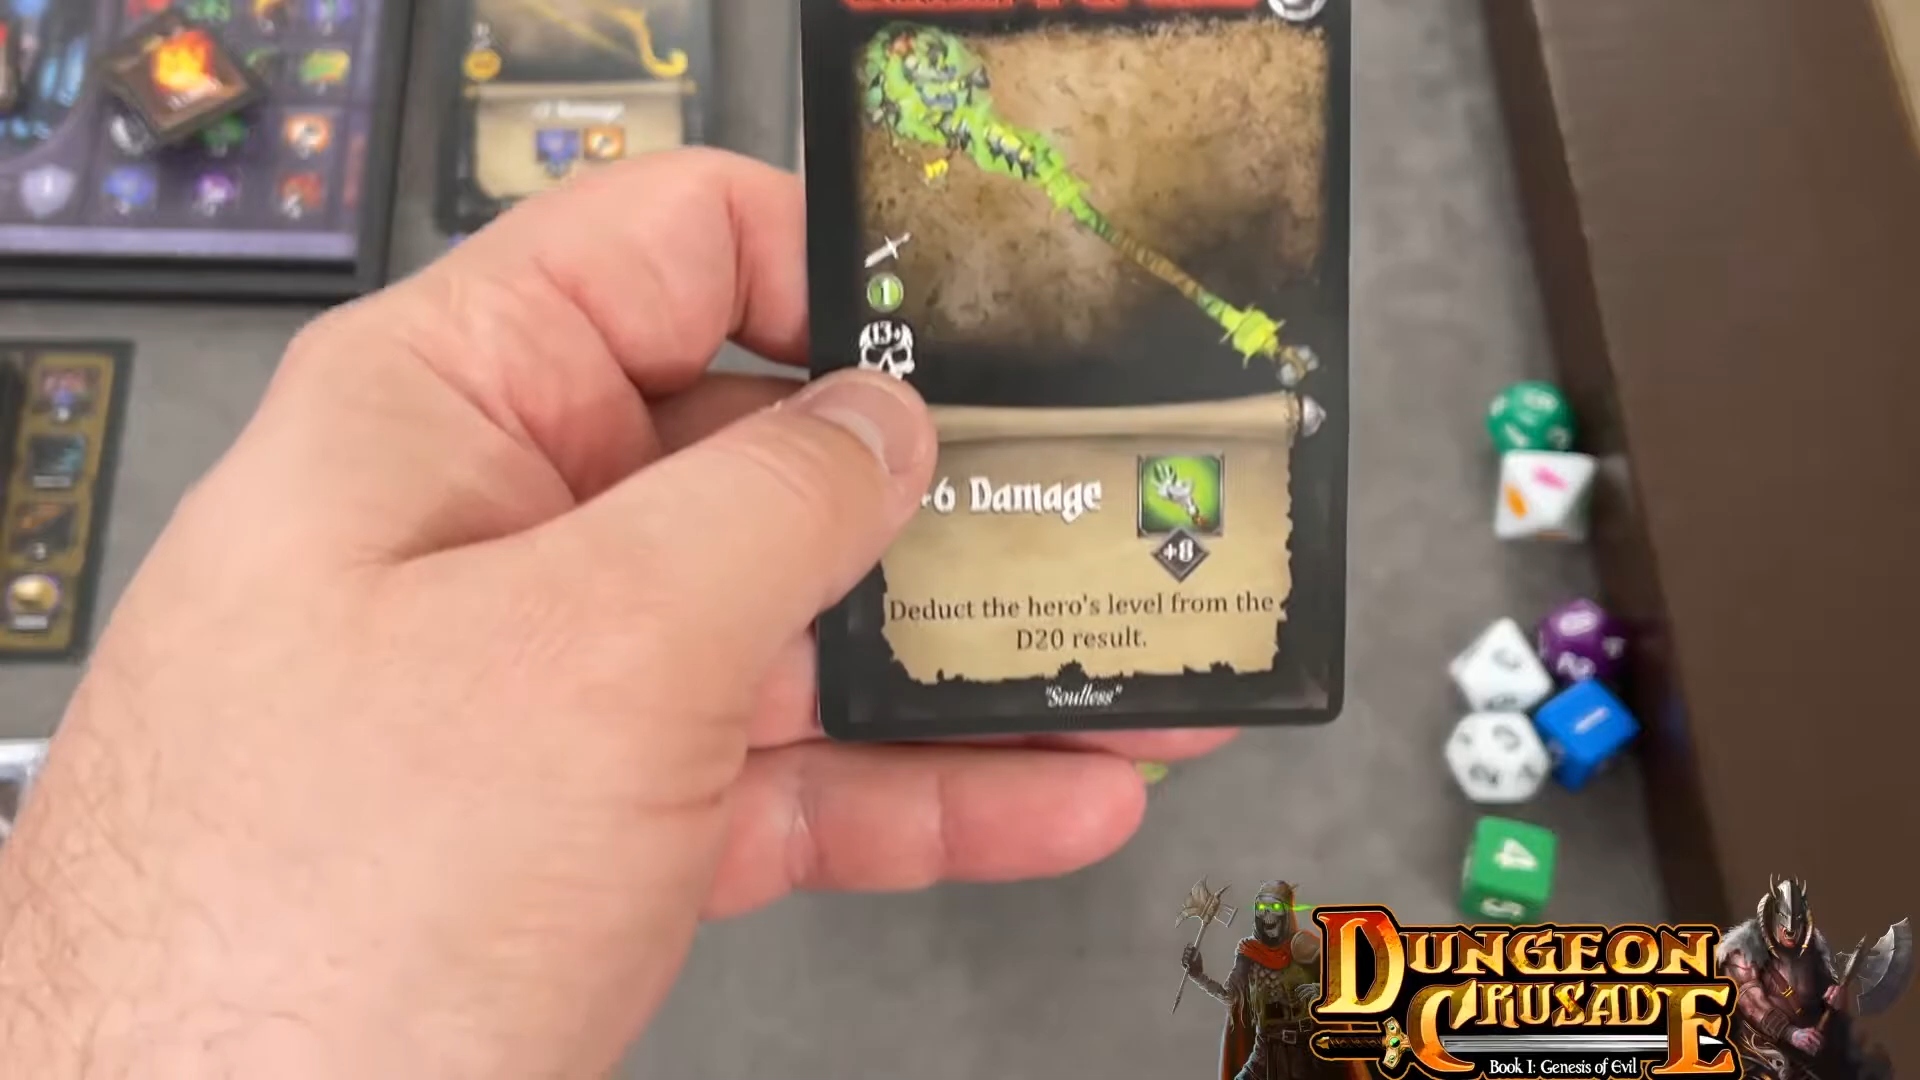 1
13+
6 Damage
+8
Deduct the hero's level from the
D20 result.
"Soulless"
4
DUNGEON
CRUSADE
Book I: Genesis of Evil